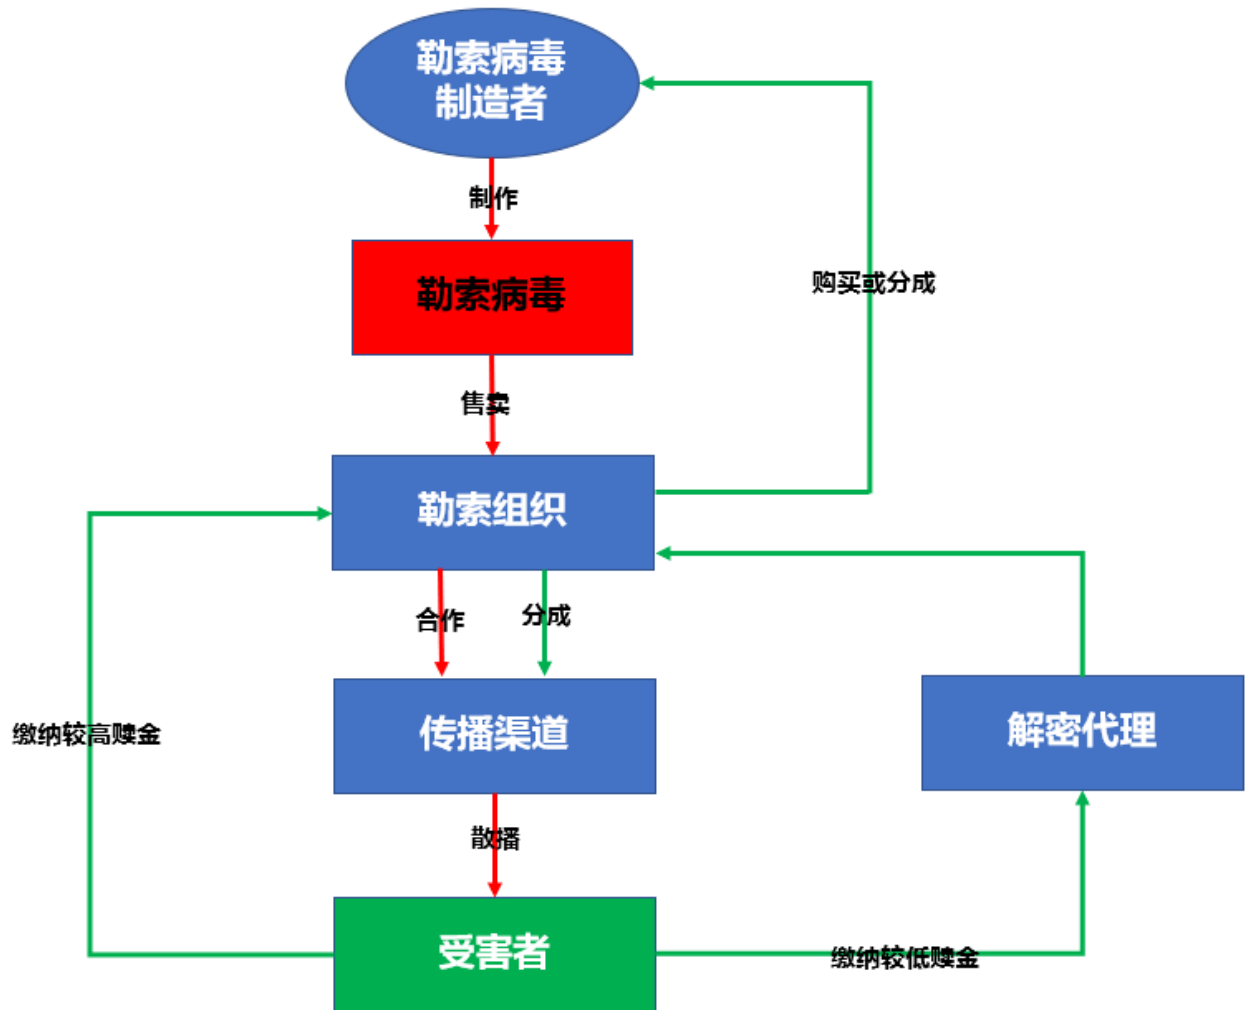 勒索病毒
制造者
制作
勒索病毒
购买或分成
售卖
勒索组织
合作
分成
传播渠道
解密代理
缴纳较高赎金
散播
受害者
缴纳较低赎金